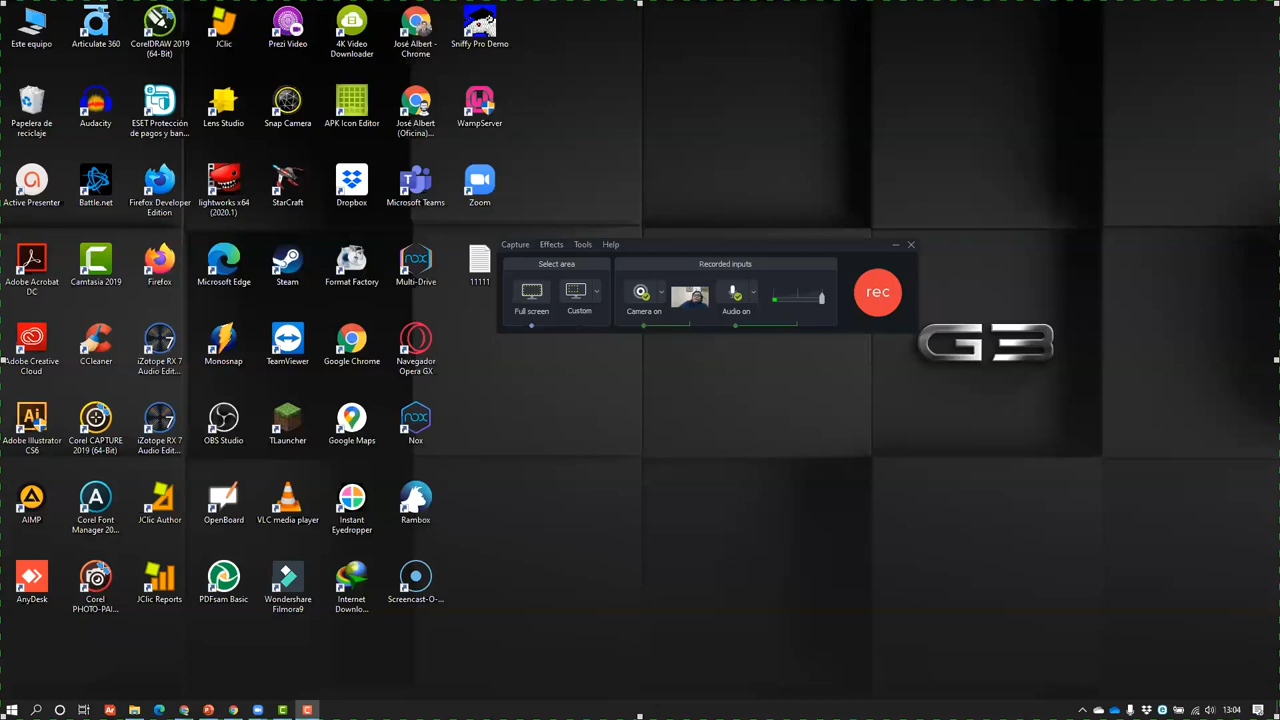 Este equipo
Articulate 360
CorelDRAW 2019
(64-Bit)
JClic
Prezi Video
4K Video
Downloader
José Albert -
Chrome
Sniffy Pro Demo
Papelera de
reciclaje
Audacity
ESET Protección
de pagos y ban...
Lens Studio
Snap Camera
APK Icon Editor
José Albert
(Oficina)...
WampServer
Active Presenter
Battle.net
Firefox Developer
Edition
lightworks x64
(2020.1)
StarCraft
Dropbox
Microsoft Teams
Zoom
Adobe Acrobat
DC
Camtasia 2019
Firefox
Microsoft Edge
Steam
Format Factory
Multi-Drive
11111
Adobe Creative
Cloud
CCleaner
iZotope RX 7
Audio Edit...
Monosnap
TeamViewer
Google Chrome
Navegador
Opera GX
Adobe Illustrator
CS6
Corel CAPTURE
2019 (64-Bit)
iZotope RX 7
Audio Edit...
OBS Studio
TLauncher
Google Maps
Nox
AIMP
Corel Font
Manager 20...
JClic Author
OpenBoard
VLC media player
Instant
Eyedropper
Rambox
AnyDesk
Corel
PHOTO-PAI...
JClic Reports
PDFsam Basic
Wondershare
Filmora9
Internet
Downlo...
Screencast-O-...
Capture Effects Tools Help
Select area
Recorded inputs
Full screen
Custom
Camera on
Audio on
rec
G3
13:04